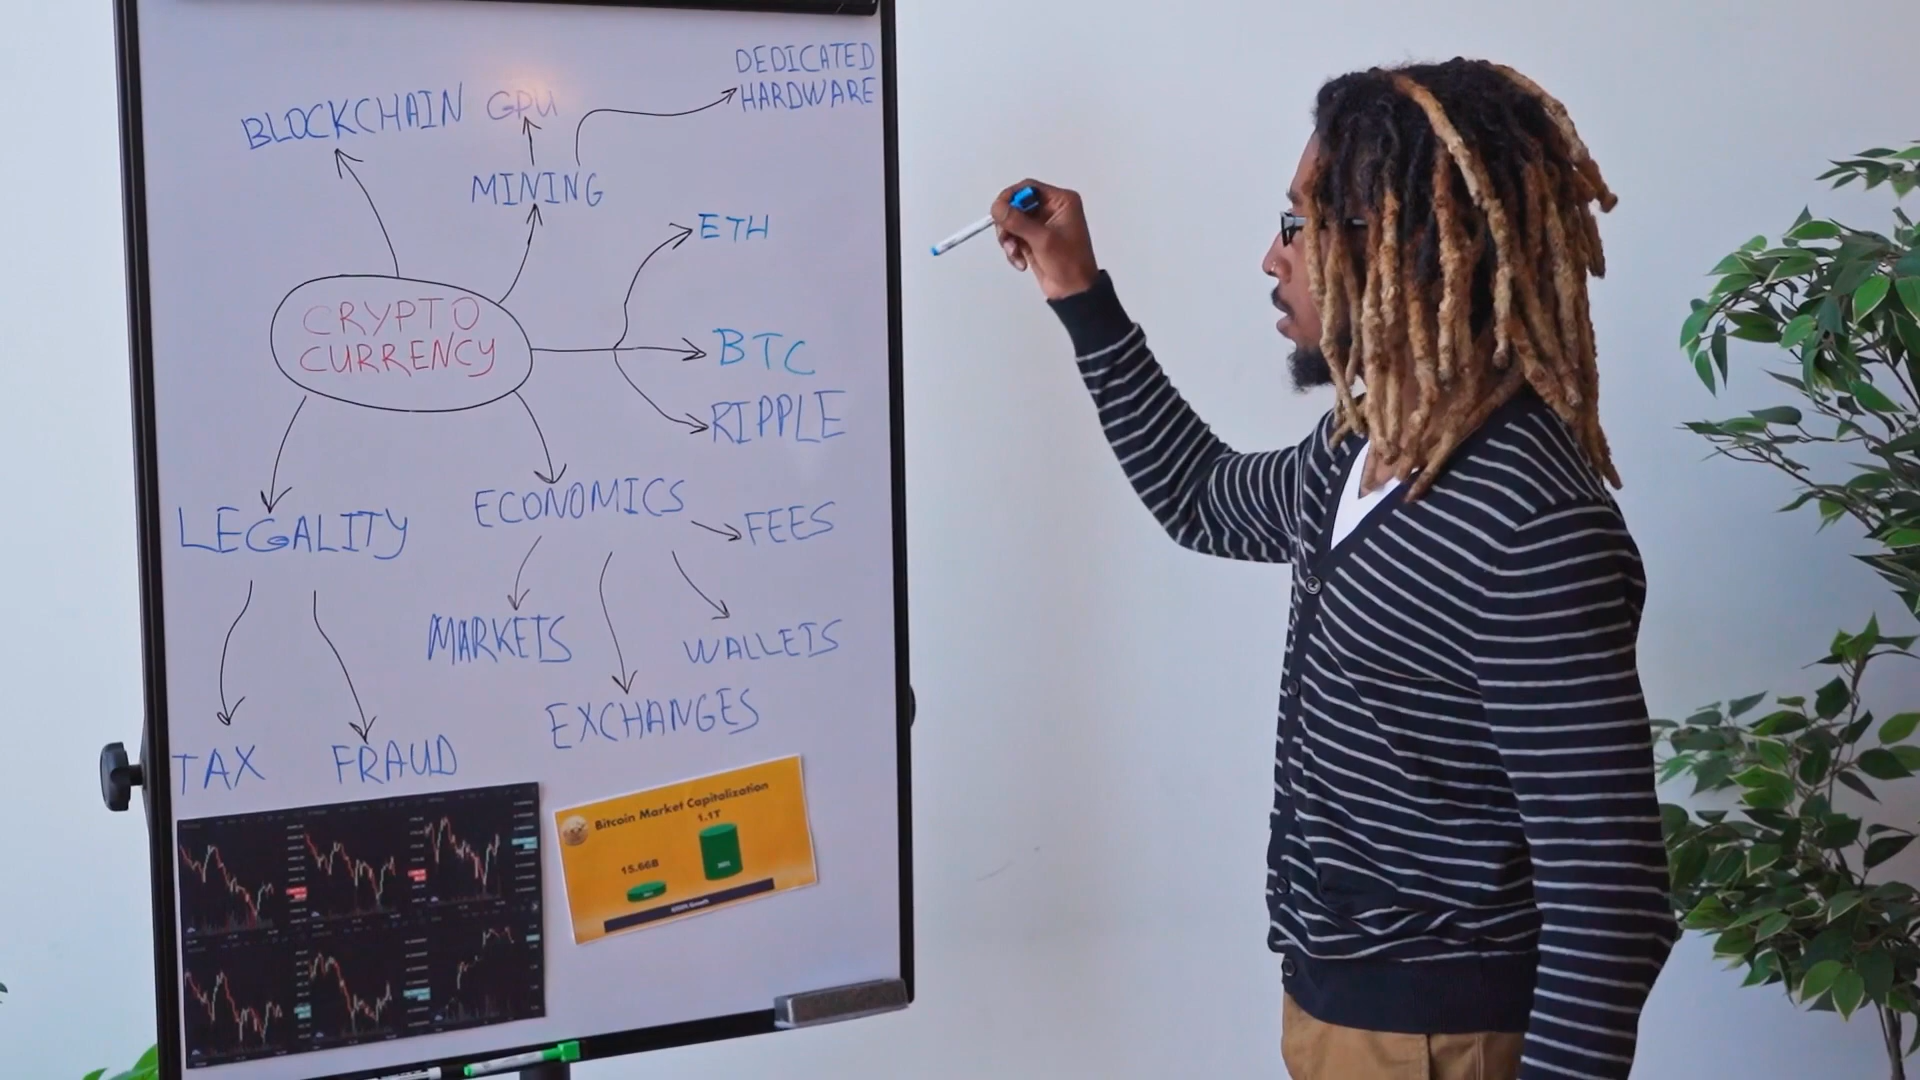 DEDICATED
HARDWARE
BLOCKCHAIN
GPU
MINING
ETH
CRYPTO
CURRENCY
BTC
RIPPLE
LEGALITY
ECONOMICS
FEES
MARKETS
WALLETS
EXCHANGES
TAX
FRAUD
Bitcoin Market Capitalization
1.1T
15.66B